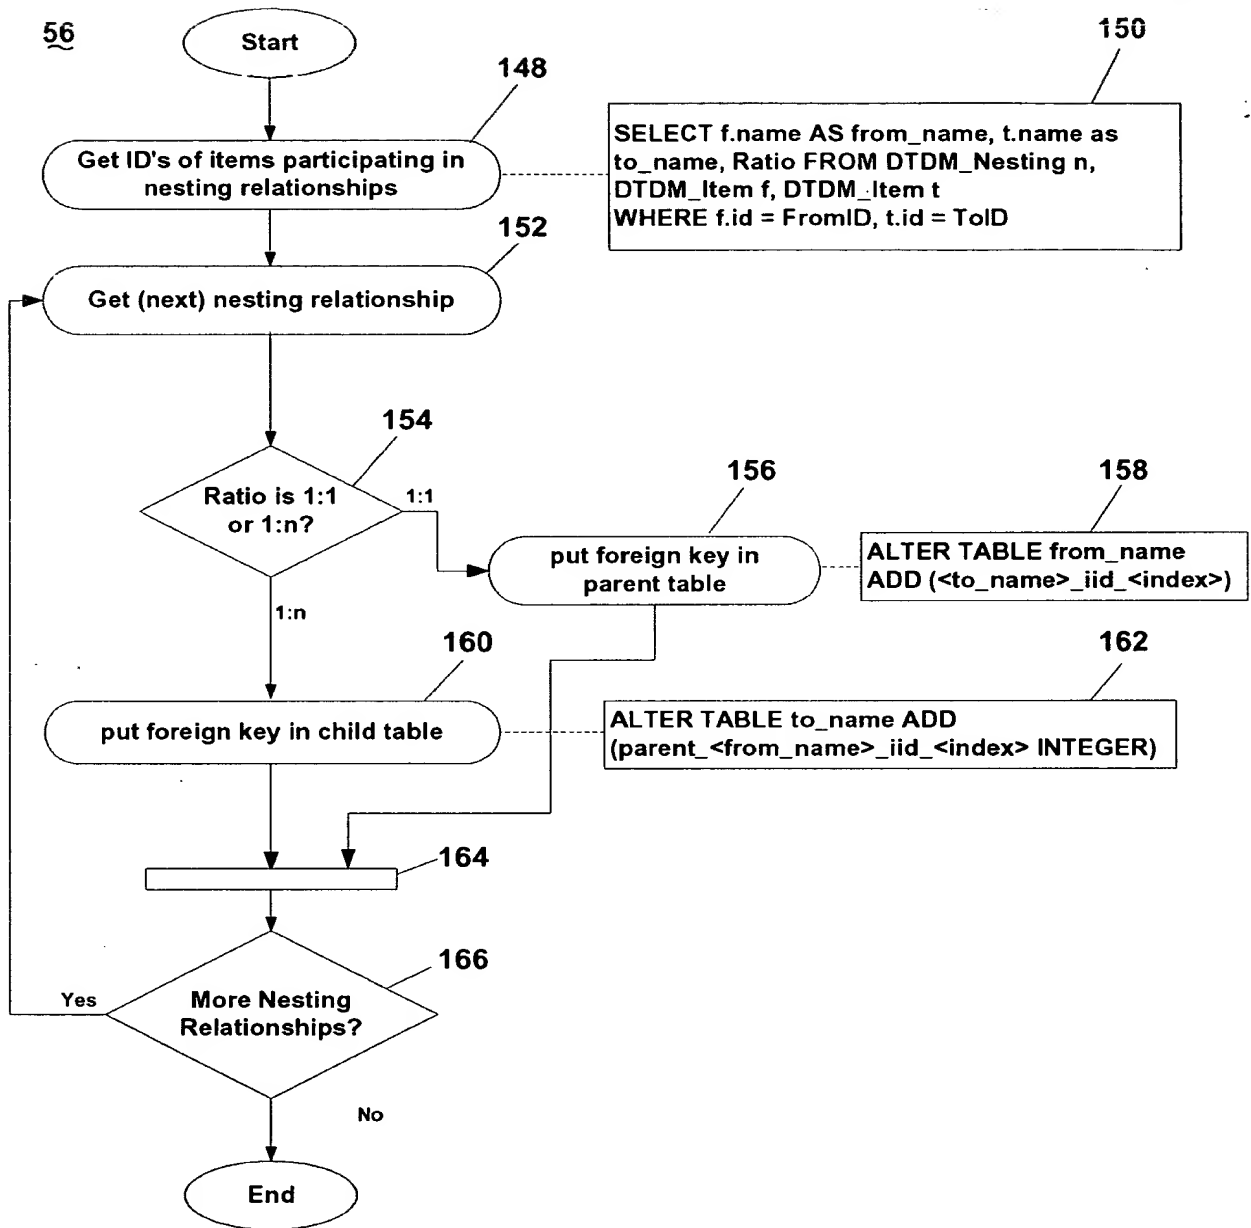 56
Start
150
148
Get ID's of items participating in
nesting relationships
SELECT f.name AS from_name, t.name as
to_name, Ratio FROM DTDM_Nesting n,
DTDM_Item f, DTDM_Item t
WHERE f.id = FromID, t.id = ToID
152
Get (next) nesting relationship
154
Ratio is 1:1
or 1:n?
1:1
156
put foreign key in
parent table
158
ALTER TABLE from_name
ADD (<to_name>_iid_<index>)
1:n
160
put foreign key in child table
162
ALTER TABLE to_name ADD
(parent_<from_name>_iid_<index> INTEGER)
164
166
More Nesting
Relationships?
Yes
No
End